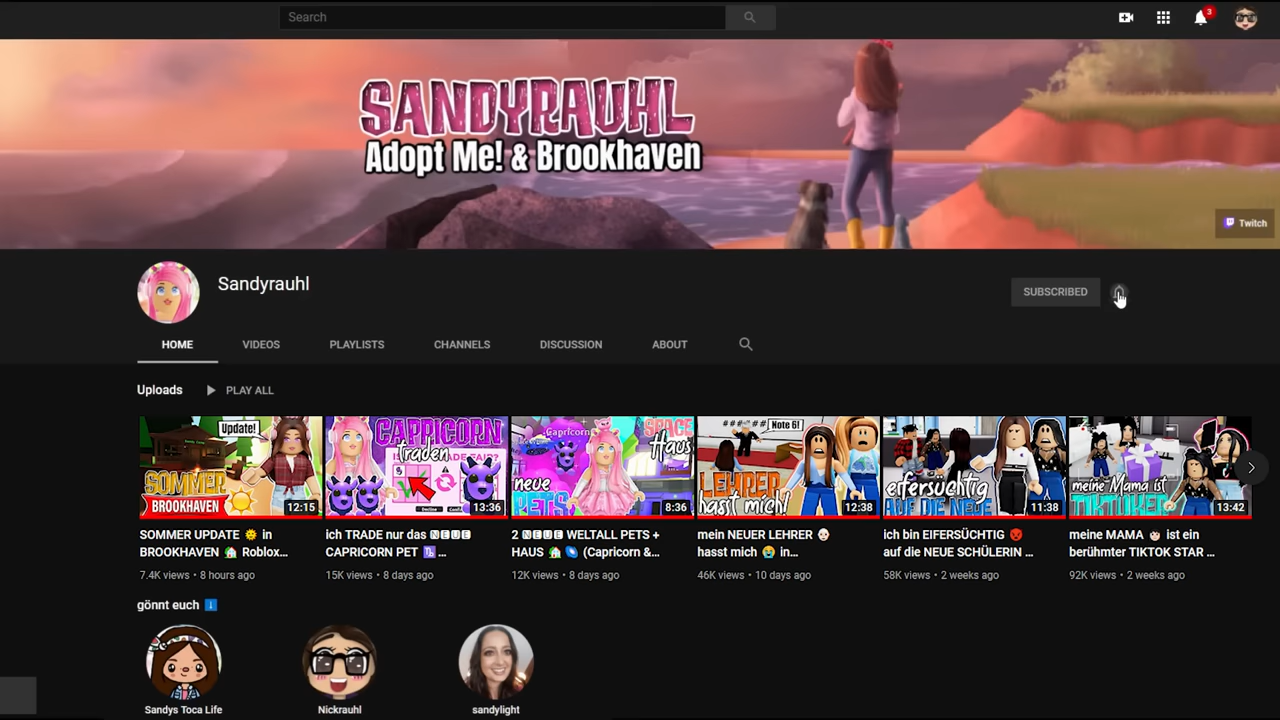 Search
3
SANDYRAUHL
Adopt Me! & Brookhaven
Twitch
Sandyrauhl
SUBSCRIBED
HOME VIDEOS PLAYLISTS CHANNELS DISCUSSION ABOUT
Uploads PLAY ALL
Update!
SOMMER
BROOKHAVEN
12:15
CAPRICORN
traden
13:36
Capricorn
SPACE
Haus
neue
PETS
8:36
Note 6!
LEHRER
hasst mich!
12:38
eifersüchtig
AUF DIE NEUE
11:38
meine Mama ist
TIKTOKER
13:42
SOMMER UPDATE 🌞 in
BROOKHAVEN 🏠 Roblox...
7.4K views • 8 hours ago
ich TRADE nur das 🅽🅴🆄🅴
CAPRICORN PET ♑ ...
15K views • 8 days ago
2 🅽🅴🆄🅴 WELTALL PETS +
HAUS 🏠 🌀 (Capricorn &...
12K views • 8 days ago
mein NEUER LEHRER 👨🏻‍🦲
hasst mich 😭 in...
46K views • 10 days ago
ich bin EIFERSÜCHTIG 😡
auf die NEUE SCHÜLERIN ...
58K views • 2 weeks ago
meine MAMA 👩🏻 ist ein
berühmter TIKTOK STAR ...
92K views • 2 weeks ago
gönnt euch ⬇️
Sandys Toca Life
Nickrauhl
sandylight